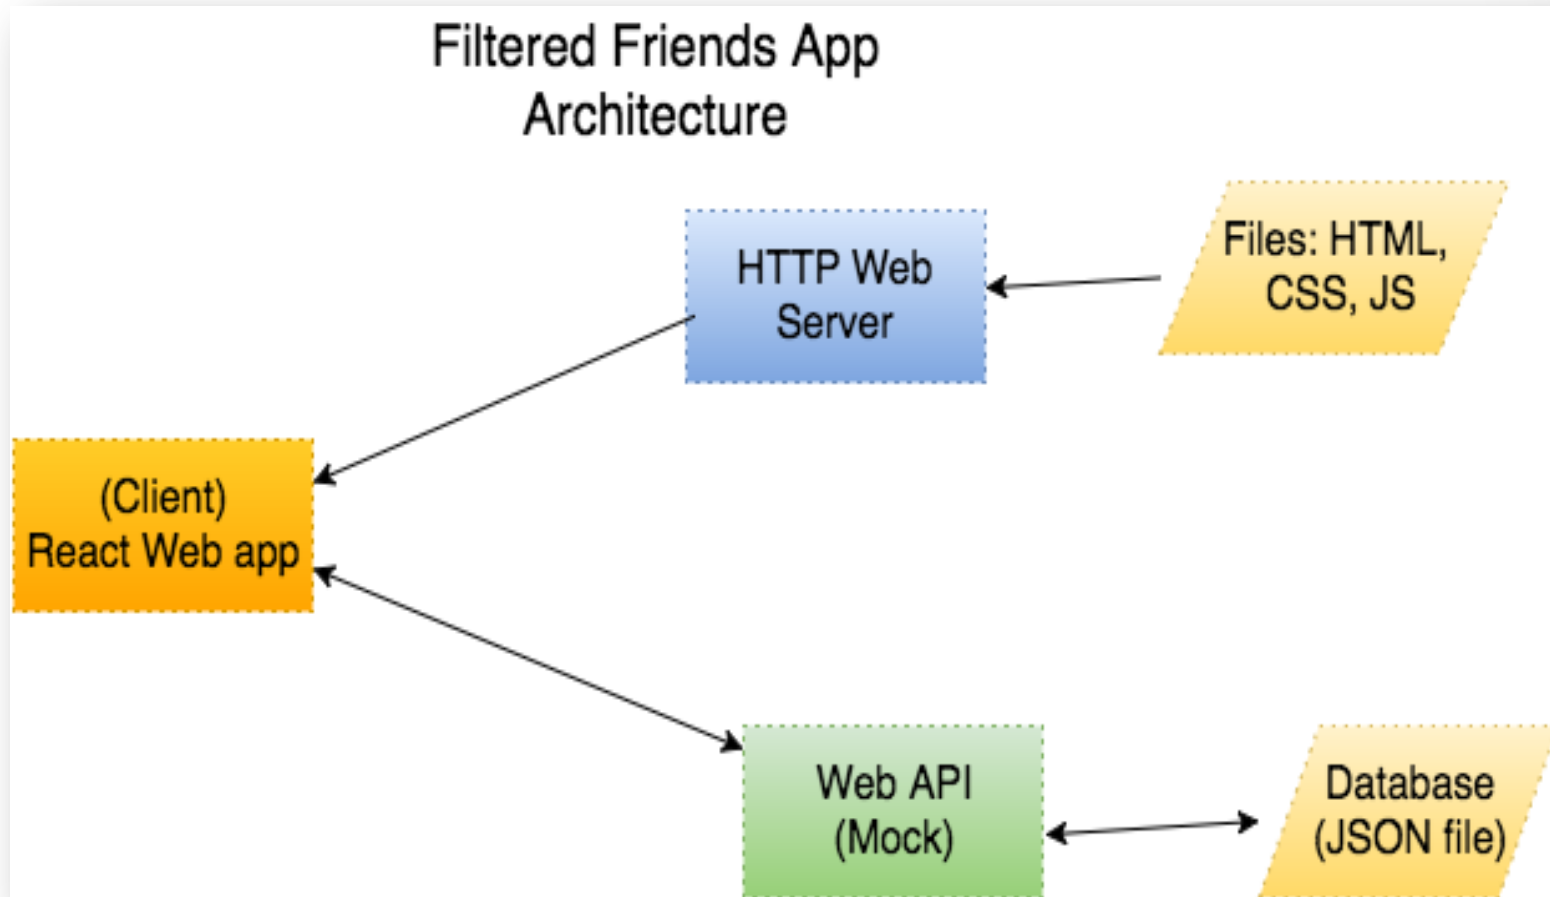 Filtered Friends App
Architecture
HTTP Web
Server
Files: HTML,
CSS, JS
(Client)
React Web app
Web API
(Mock)
Database
(JSON file)